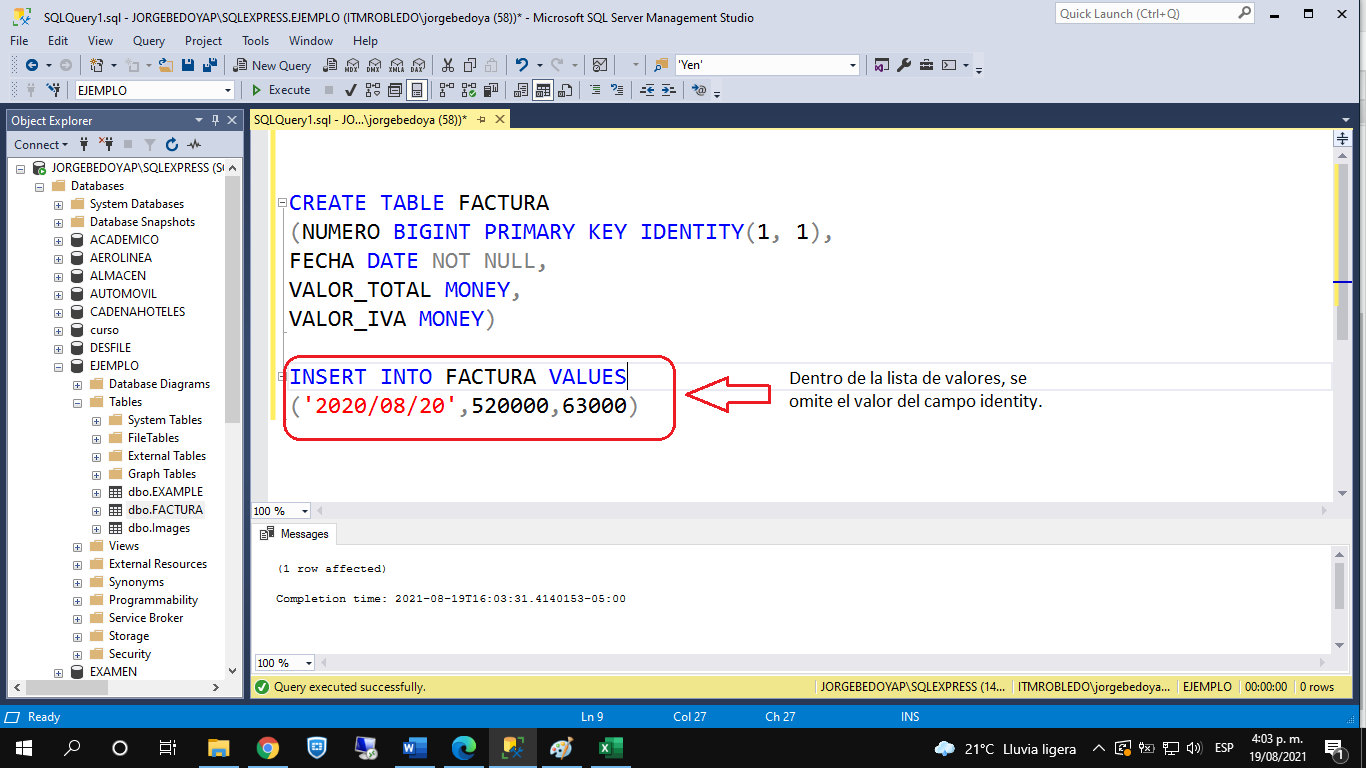 SQLQuery1.sql - JORGEBEDOYAP\SQLEXPRESS.EJEMPLO (ITMROBLEDO\jorgebedoya (58))* - Microsoft SQL Server Management Studio
Quick Launch (Ctrl+Q)
File Edit View Query Project Tools Window Help
New Query MDX DMX XMLA DAX 'Yen'
EJEMPLO Execute
Object Explorer
SQLQuery1.sql - JO...\jorgebedoya (58))*
Connect
JORGEBEDOYAP\SQLEXPRESS (S
Databases
System Databases
Database Snapshots
ACADEMICO
AEROLINEA
ALMACEN
AUTOMOVIL
CADENAHOTELES
curso
DESFILE
EJEMPLO
Database Diagrams
Tables
System Tables
FileTables
External Tables
Graph Tables
dbo.EXAMPLE
dbo.FACTURA
dbo.Images
Views
External Resources
Synonyms
Programmability
Service Broker
Storage
Security
EXAMEN
CREATE TABLE FACTURA
(NUMERO BIGINT PRIMARY KEY IDENTITY(1, 1),
FECHA DATE NOT NULL,
VALOR_TOTAL MONEY,
VALOR_IVA MONEY)
INSERT INTO FACTURA VALUES
('2020/08/20',520000,63000)
Dentro de la lista de valores, se
omite el valor del campo identity.
100 %
Messages
(1 row affected)
Completion time: 2021-08-19T16:03:31.4140153-05:00
100 %
Query executed successfully.
JORGEBEDOYAP\SQLEXPRESS (14... ITMROBLEDO\jorgebedoya... EJEMPLO 00:00:00 0 rows
Ready Ln 9 Col 27 Ch 27 INS
21°C Lluvia ligera ESP 4:03 p. m.
19/08/2021
1